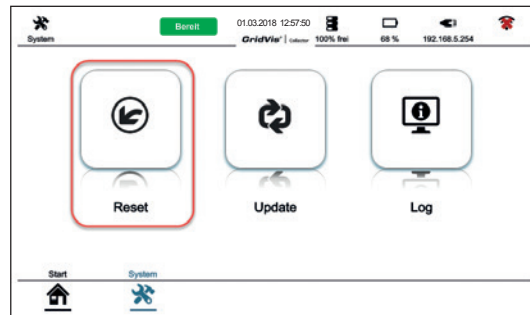 System
Bereit
01.03.2018 12:57:50
GridVis® | Collector
100% frei
68 %
192.168.5.254
Reset
Update
Log
Start
System